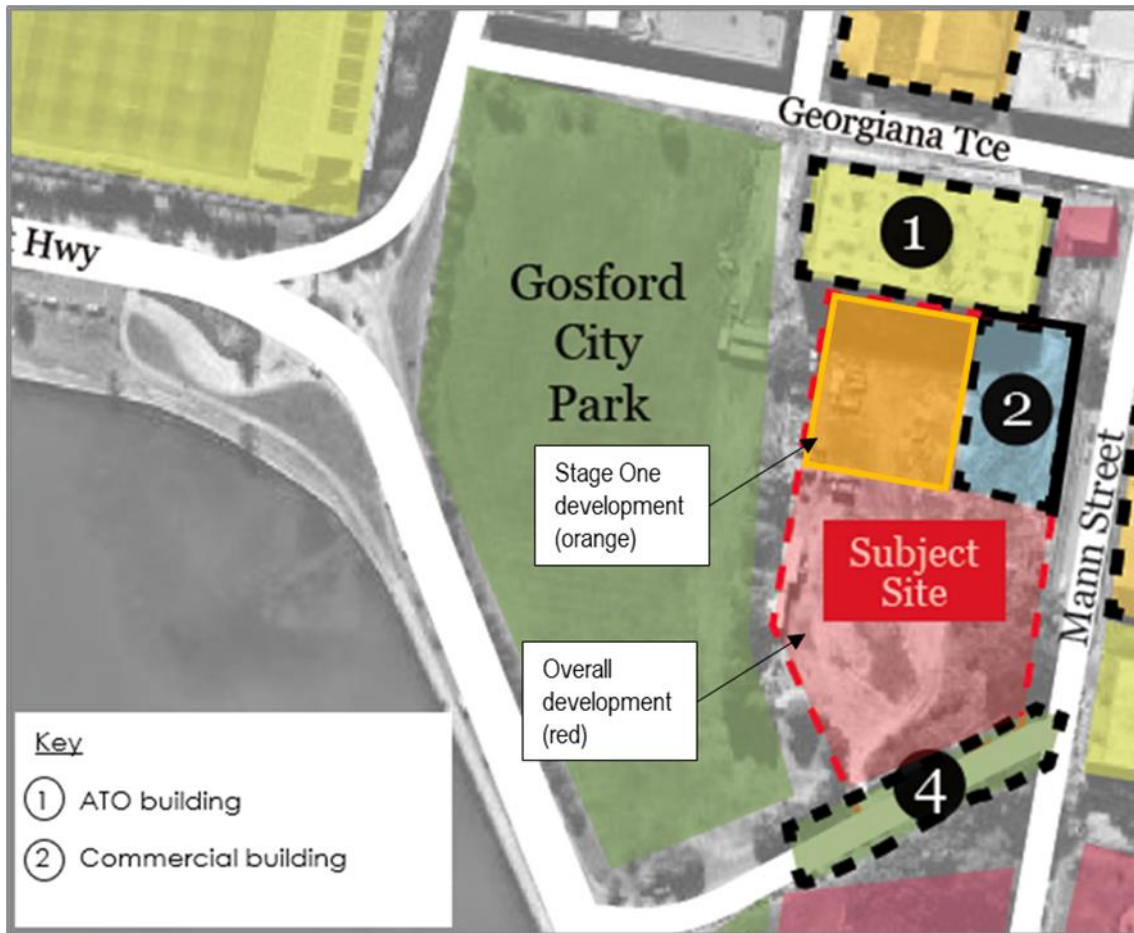 Georgiana Tce
1
t Hwy
Gosford
City
Park
2
Stage One
development
(orange)
Subject
Site
Mann Street
Overall
development
(red)
4
Key
1 ATO building
2 Commercial building